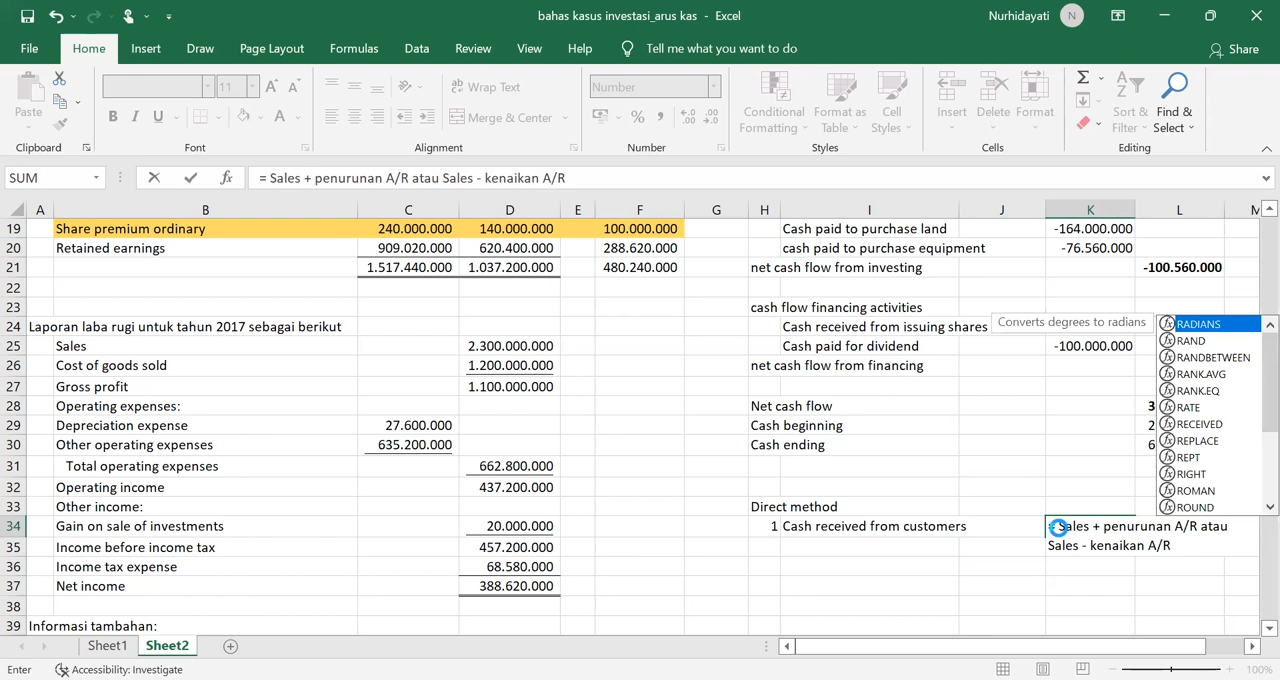 bahas kasus investasi_arus kas - Excel
Nurhidayati N
File Home Insert Draw Page Layout Formulas Data Review View Help Tell me what you want to do Share
Paste
11
B I U A
Wrap Text
Merge & Center
Number
% ,
Conditional Formatting
Format as Table
Cell Styles
Insert Delete Format
Sort & Filter
Find & Select
Clipboard Font Alignment Number Styles Cells Editing
SUM fx = Sales + penurunan A/R atau Sales - kenaikan A/R
A B C D E F G H I J K L M
19 Share premium ordinary 240.000.000 140.000.000 100.000.000 Cash paid to purchase land -164.000.000
20 Retained earnings 909.020.000 620.400.000 288.620.000 cash paid to purchase equipment -76.560.000
21 1.517.440.000 1.037.200.000 480.240.000 net cash flow from investing -100.560.000
22
23 cash flow financing activities
24 Laporan laba rugi untuk tahun 2017 sebagai berikut Cash received from issuing shares
25 Sales 2.300.000.000 Cash paid for dividend -100.000.000
26 Cost of goods sold 1.200.000.000 net cash flow from financing
27 Gross profit 1.100.000.000
28 Operating expenses: Net cash flow 3
29 Depreciation expense 27.600.000 Cash beginning 2
30 Other operating expenses 635.200.000 Cash ending 6
31 Total operating expenses 662.800.000
32 Operating income 437.200.000
33 Other income: Direct method
34 Gain on sale of investments 20.000.000 1 Cash received from customers = Sales + penurunan A/R atau
35 Income before income tax 457.200.000 Sales - kenaikan A/R
36 Income tax expense 68.580.000
37 Net income 388.620.000
38
39 Informasi tambahan:
Converts degrees to radians
RADIANS
RAND
RANDBETWEEN
RANK.AVG
RANK.EQ
RATE
RECEIVED
REPLACE
REPT
RIGHT
ROMAN
ROUND
Sheet1 Sheet2
Enter Accessibility: Investigate 100%